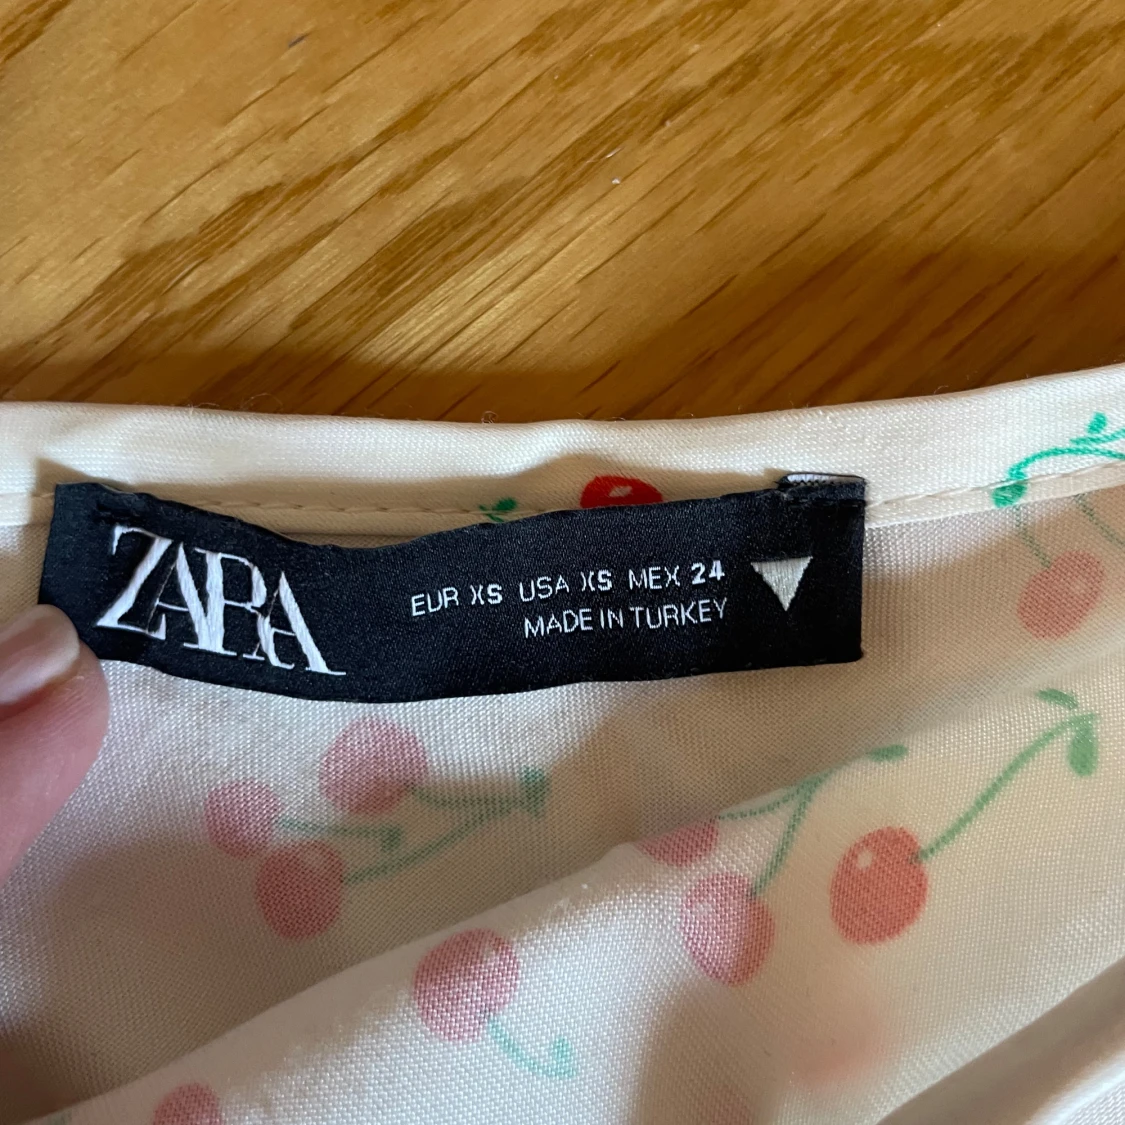 ZARA
EUR XS USA XS MEX 24
MADE IN TURKEY